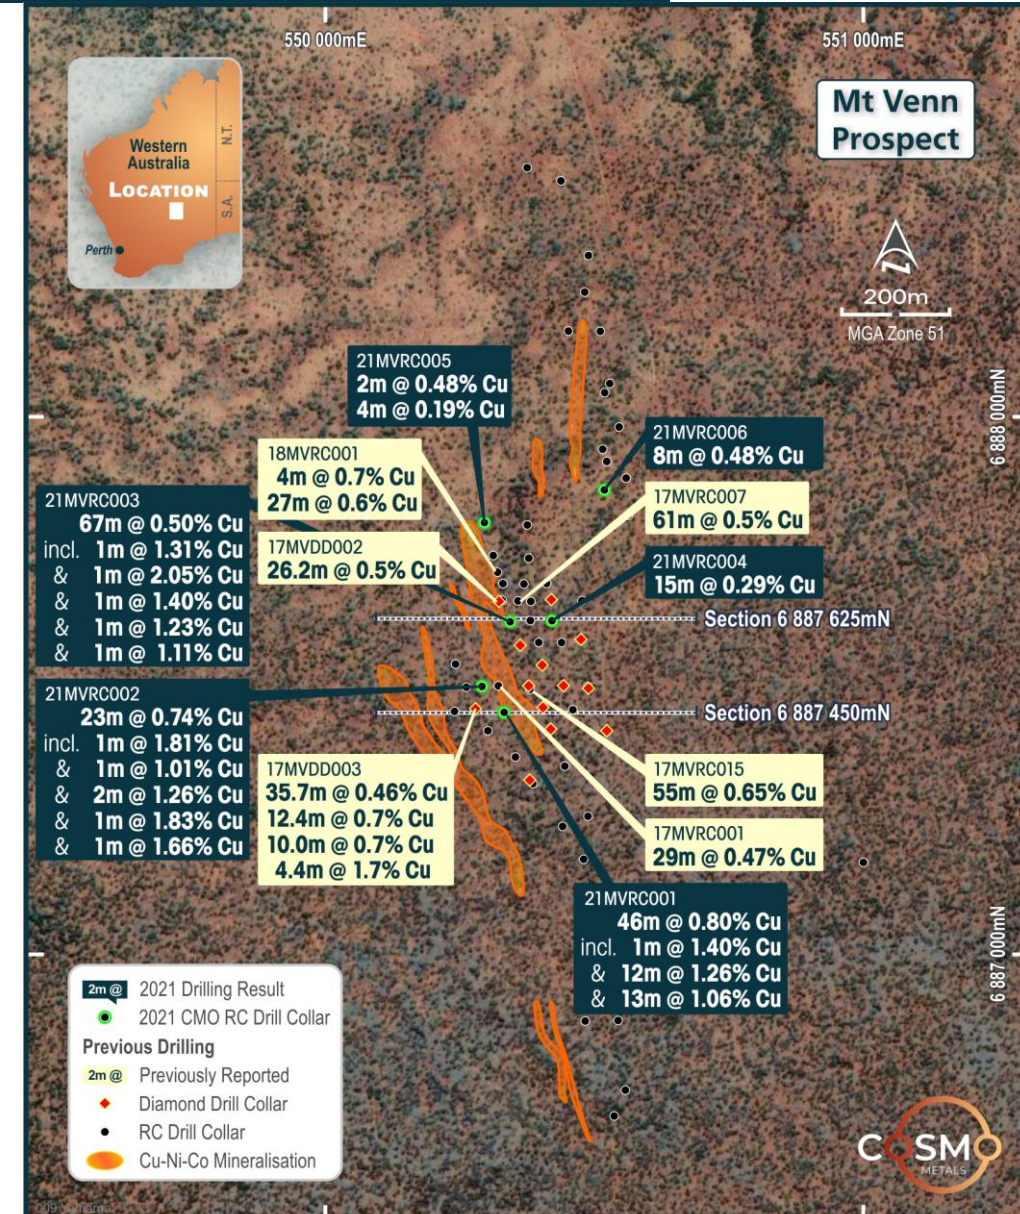 550 000mE
551 000mE
Mt Venn
Prospect
Western
Australia
N.T.
LOCATION
S.A.
Perth
N
200m
MGA Zone 51
6 888 000mN
21MVRC005
2m @ 0.48% Cu
4m @ 0.19% Cu
21MVRC006
8m @ 0.48% Cu
18MVRC001
4m @ 0.7% Cu
27m @ 0.6% Cu
17MVRC007
61m @ 0.5% Cu
21MVRC003
67m @ 0.50% Cu
incl. 1m @ 1.31% Cu
& 1m @ 2.05% Cu
& 1m @ 1.40% Cu
& 1m @ 1.23% Cu
& 1m @ 1.11% Cu
17MVDD002
26.2m @ 0.5% Cu
21MVRC004
15m @ 0.29% Cu
Section 6 887 625mN
21MVRC002
23m @ 0.74% Cu
incl. 1m @ 1.81% Cu
& 1m @ 1.01% Cu
& 2m @ 1.26% Cu
& 1m @ 1.83% Cu
& 1m @ 1.66% Cu
Section 6 887 450mN
17MVDD003
35.7m @ 0.46% Cu
12.4m @ 0.7% Cu
10.0m @ 0.7% Cu
4.4m @ 1.7% Cu
17MVRC015
55m @ 0.65% Cu
17MVRC001
29m @ 0.47% Cu
21MVRC001
46m @ 0.80% Cu
incl. 1m @ 1.40% Cu
& 12m @ 1.26% Cu
& 13m @ 1.06% Cu
6 887 000mN
2m @ 2021 Drilling Result
2021 CMO RC Drill Collar
Previous Drilling
2m @ Previously Reported
Diamond Drill Collar
RC Drill Collar
Cu-Ni-Co Mineralisation
COSMO
METALS